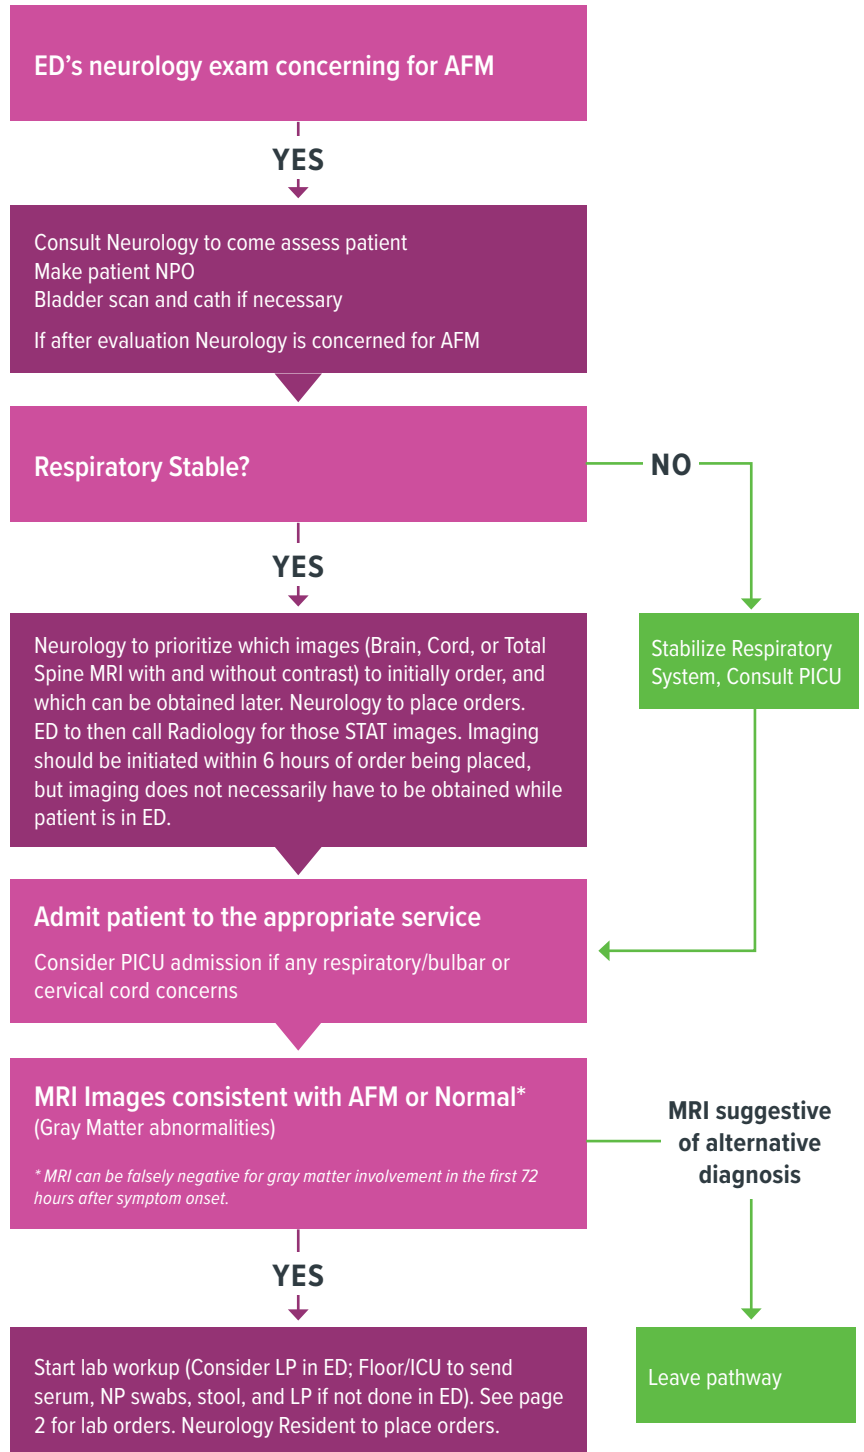 ED’s neurology exam concerning for AFM
YES
Consult Neurology to come assess patient
Make patient NPO
Bladder scan and cath if necessary
If after evaluation Neurology is concerned for AFM
Respiratory Stable?
NO
YES
Neurology to prioritize which images (Brain, Cord, or Total
Spine MRI with and without contrast) to initially order, and
which can be obtained later. Neurology to place orders.
ED to then call Radiology for those STAT images. Imaging
should be initiated within 6 hours of order being placed,
but imaging does not necessarily have to be obtained while
patient is in ED.
Stabilize Respiratory
System, Consult PICU
Admit patient to the appropriate service
Consider PICU admission if any respiratory/bulbar or
cervical cord concerns
MRI Images consistent with AFM or Normal*
(Gray Matter abnormalities)
* MRI can be falsely negative for gray matter involvement in the first 72
hours after symptom onset.
MRI suggestive
of alternative
diagnosis
YES
Start lab workup (Consider LP in ED; Floor/ICU to send
serum, NP swabs, stool, and LP if not done in ED). See page
2 for lab orders. Neurology Resident to place orders.
Leave pathway